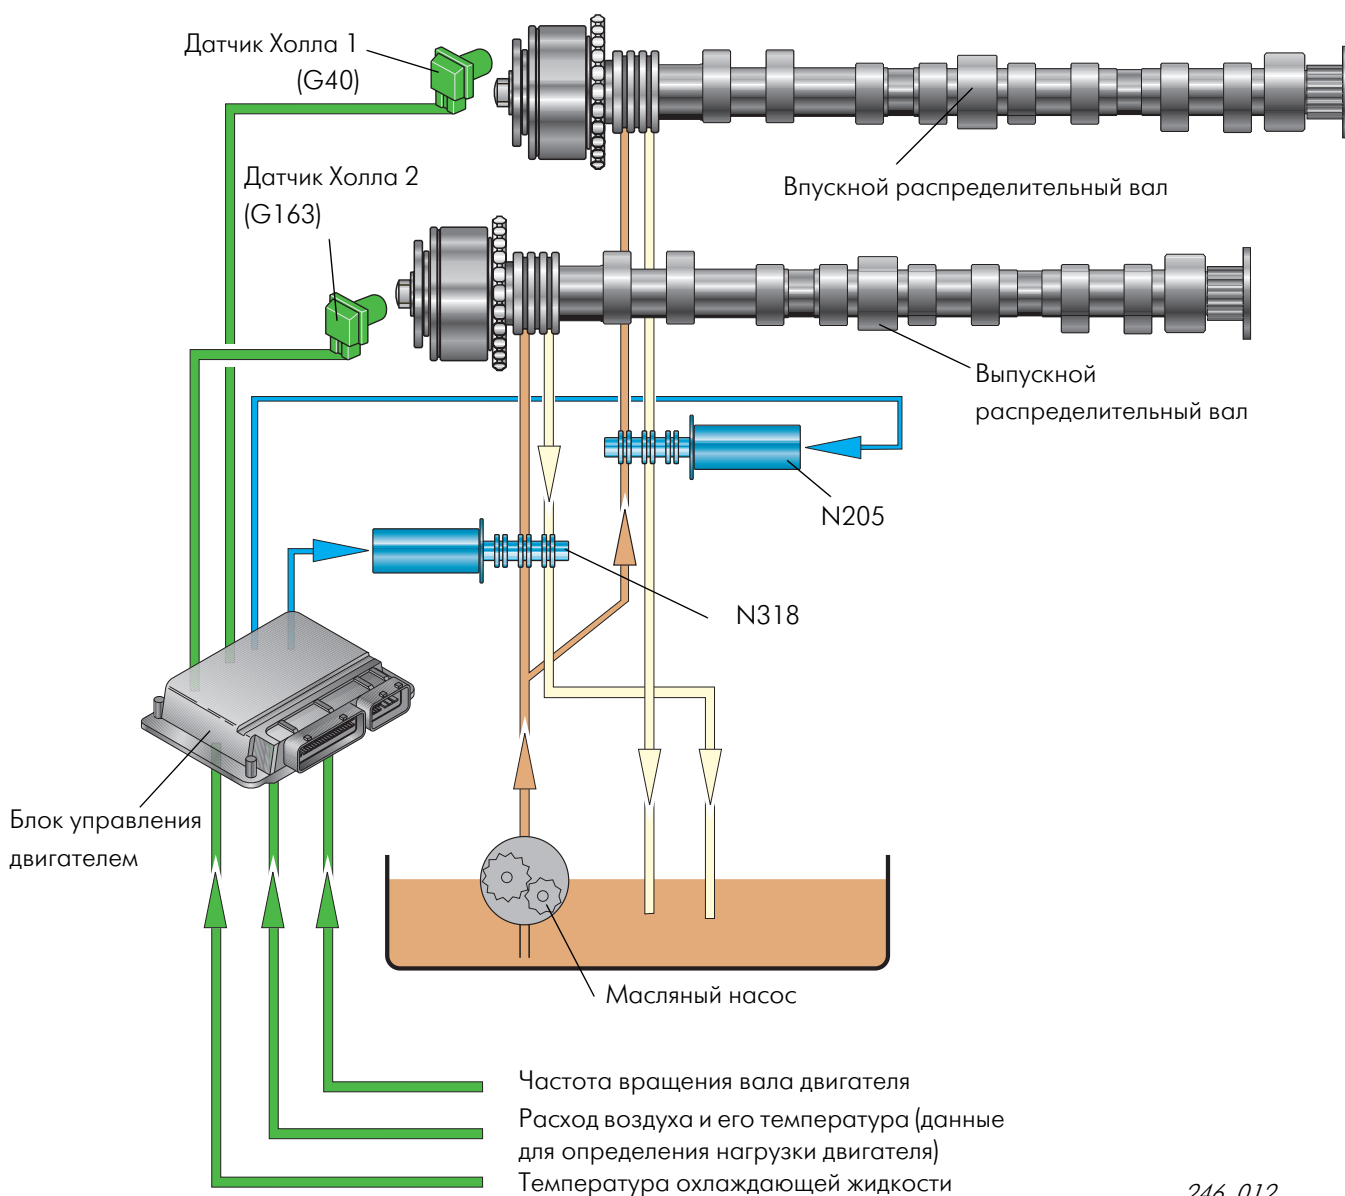 Датчик Холла 1
(G40)
Датчик Холла 2
(G163)
Впускной распределительный вал
Выпускной
распределительный вал
N205
N318
Блок управления
двигателем
Масляный насос
Частота вращения вала двигателя
Расход воздуха и его температура (данные
для определения нагрузки двигателя)
Температура охлаждающей жидкости
246_012